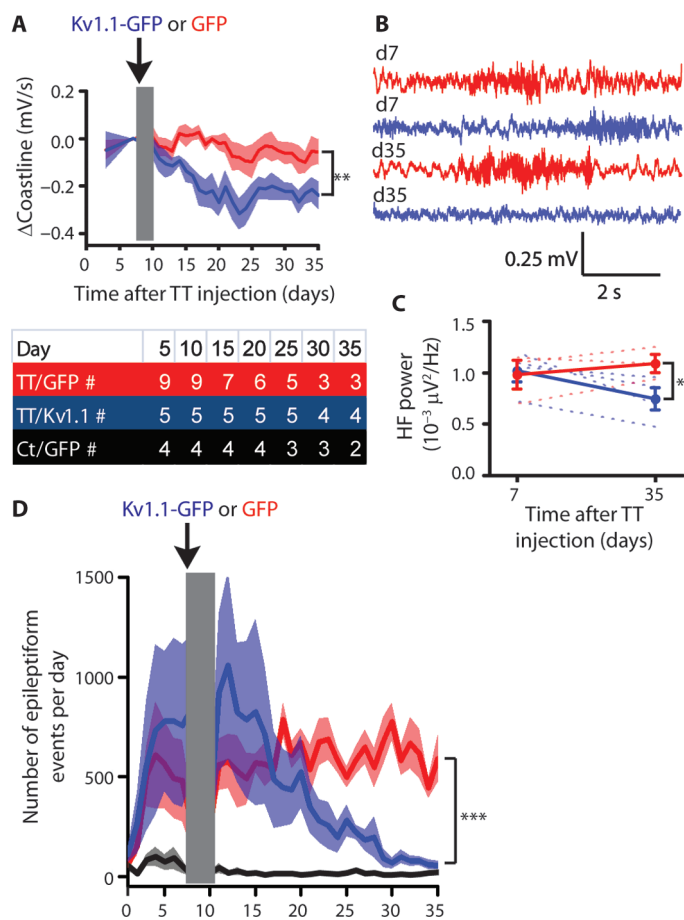 A
Kv1.1-GFP or GFP
ΔCoastline (mV/s)
0.2
0.0
−0.2
−0.4
**
0 5 10 15 20 25 30 35
Time after TT injection (days)
Day 5 10 15 20 25 30 35
TT/GFP # 9 9 7 6 5 3 3
TT/Kv1.1 # 5 5 5 5 5 4 4
Ct/GFP # 4 4 4 4 3 3 2
B
d7
d7
d35
d35
0.25 mV
2 s
C
HF power
(10⁻³ μV²/Hz)
1.5
1.0
0.5
0.0
*
7 35
Time after TT
injection (days)
D
Kv1.1-GFP or GFP
Number of epileptiform
events per day
1500
1000
500
0
***
0 5 10 15 20 25 30 35